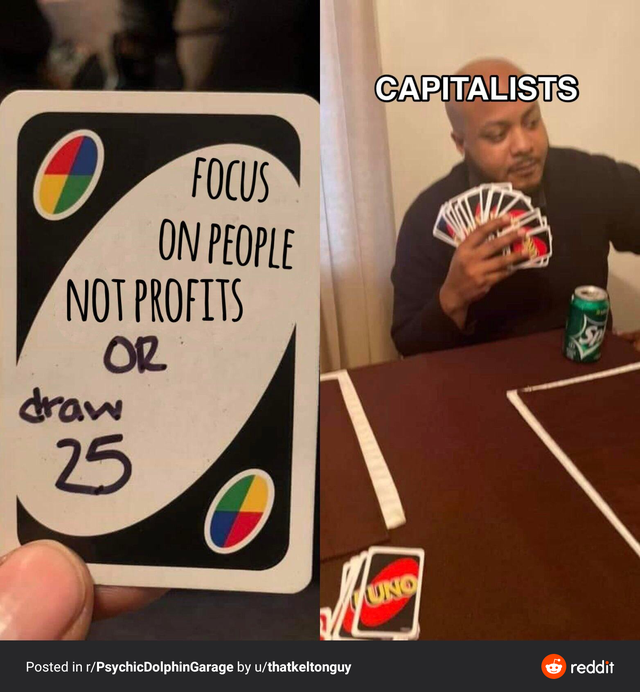 FOCUS
ON PEOPLE
NOT PROFITS
OR
draw
25
CAPITALISTS
UNO
Posted in r/PsychicDolphinGarage by u/thatkeltonguy
reddit